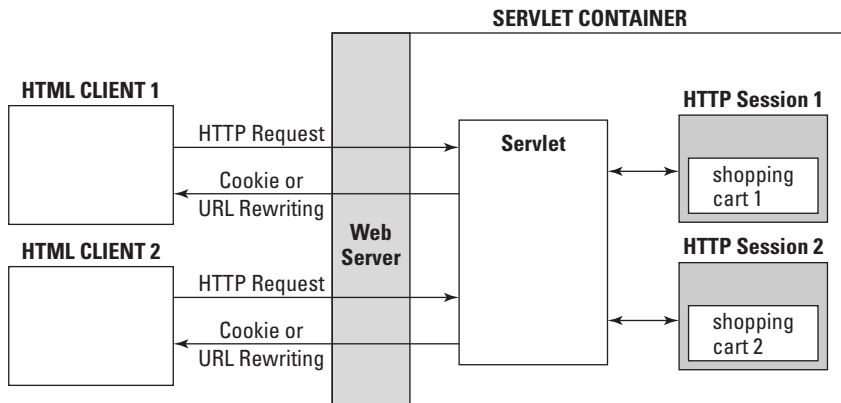 SERVLET CONTAINER
HTML CLIENT 1
HTTP Request
Cookie or
URL Rewriting
HTML CLIENT 2
HTTP Request
Cookie or
URL Rewriting
Web
Server
Servlet
HTTP Session 1
shopping
cart 1
HTTP Session 2
shopping
cart 2